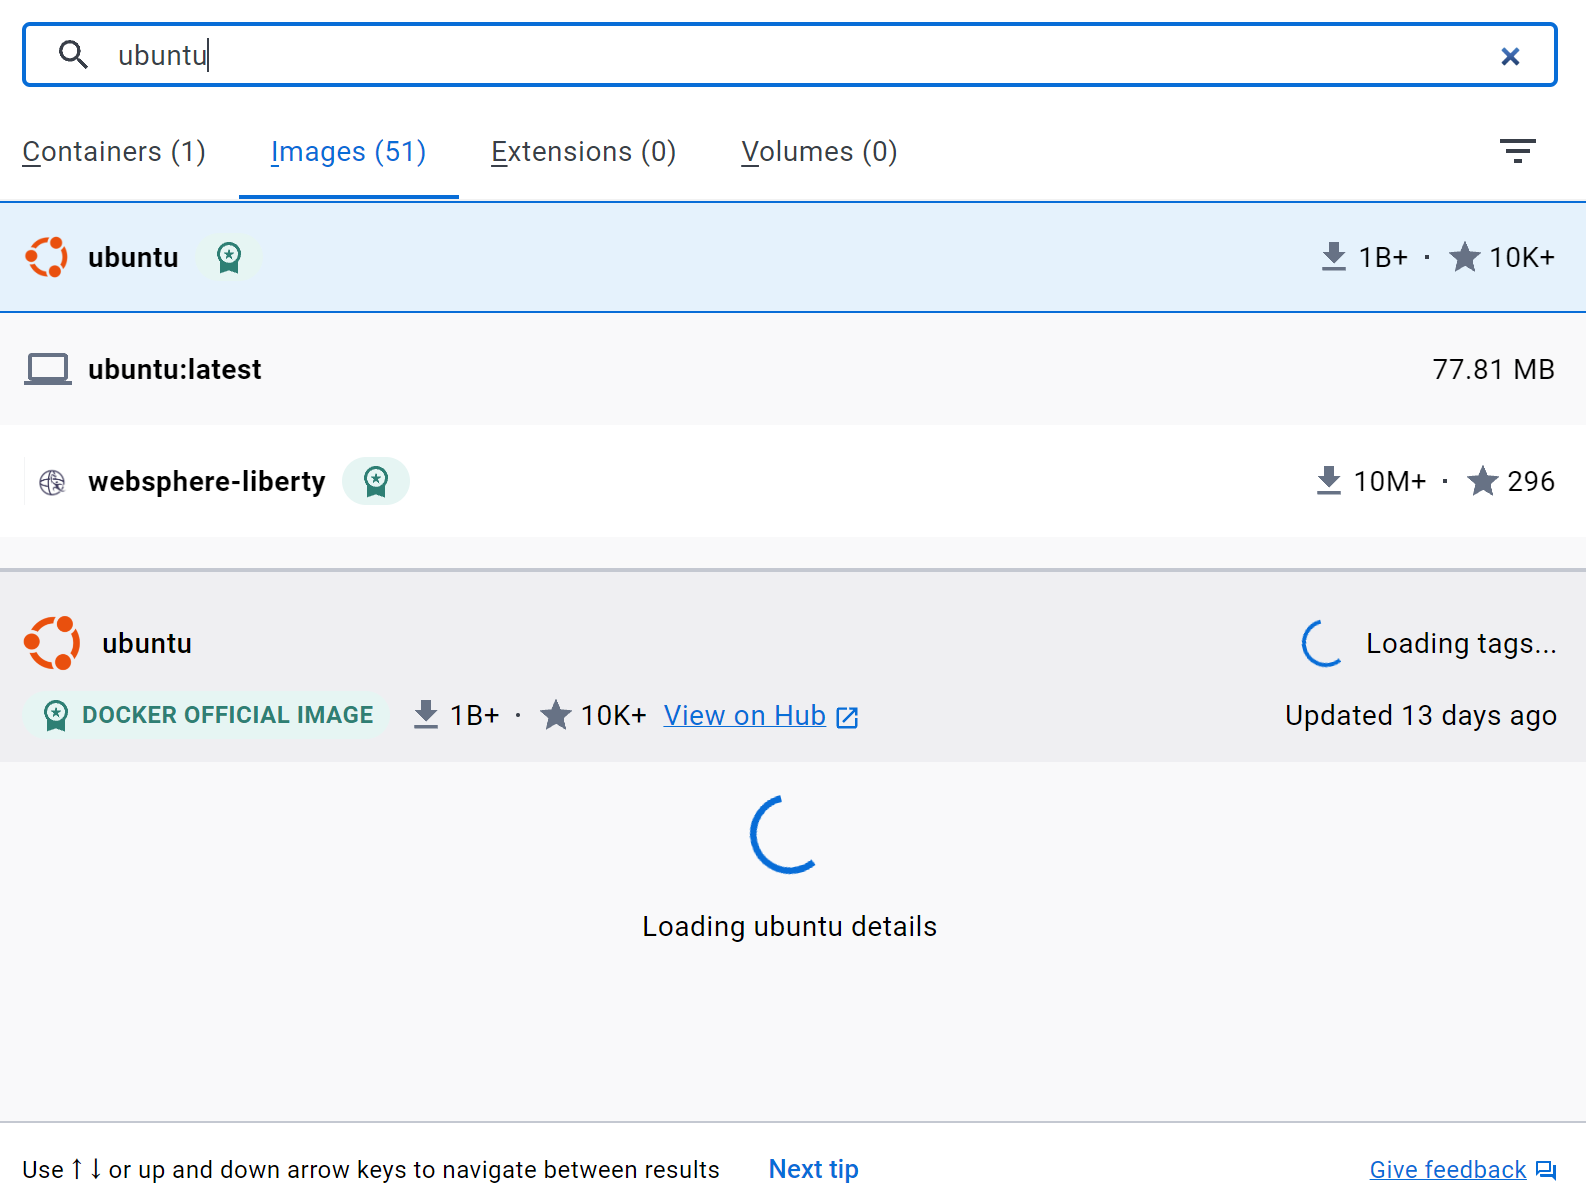 ubuntu
Containers (1) Images (51) Extensions (0) Volumes (0)
ubuntu 1B+ · 10K+
ubuntu:latest 77.81 MB
websphere-liberty 10M+ · 296
ubuntu Loading tags...
DOCKER OFFICIAL IMAGE 1B+ · 10K+ View on Hub Updated 13 days ago
Loading ubuntu details
Use ↑ ↓ or up and down arrow keys to navigate between results Next tip Give feedback